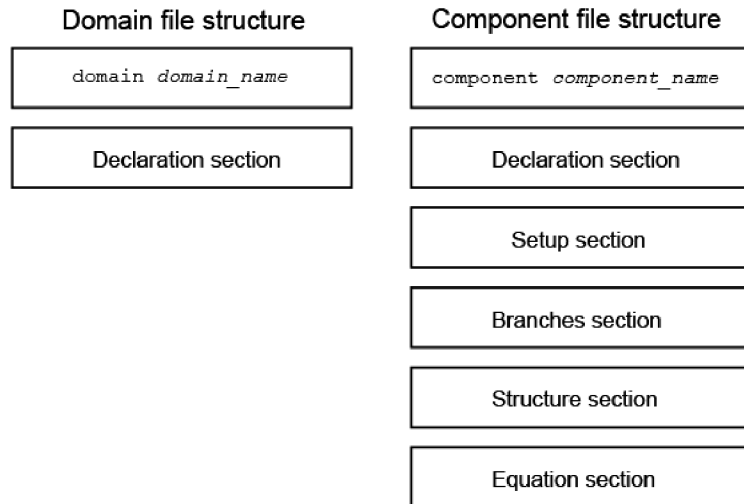 Domain file structure
domain domain_name
Declaration section
Component file structure
component component_name
Declaration section
Setup section
Branches section
Structure section
Equation section